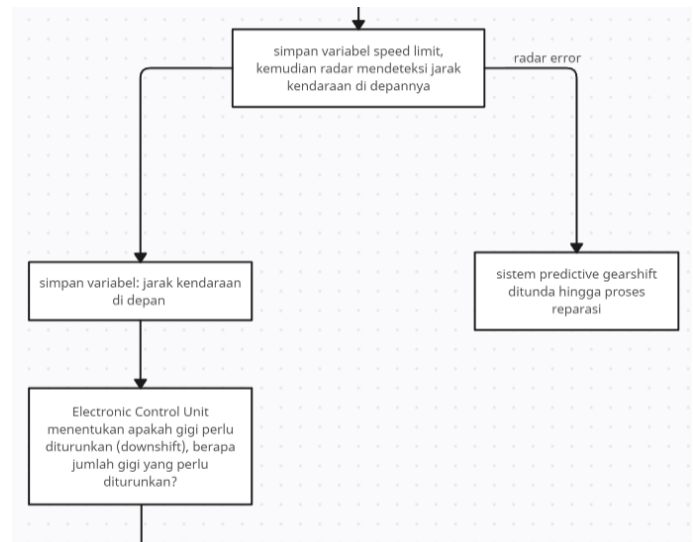 simpan variabel speed limit,
kemudian radar mendeteksi jarak
kendaraan di depannya
radar error
simpan variabel: jarak kendaraan
di depan
sistem predictive gearshift
ditunda hingga proses
reparasi
Electronic Control Unit
menentukan apakah gigi perlu
diturunkan (downshift), berapa
jumlah gigi yang perlu
diturunkan?